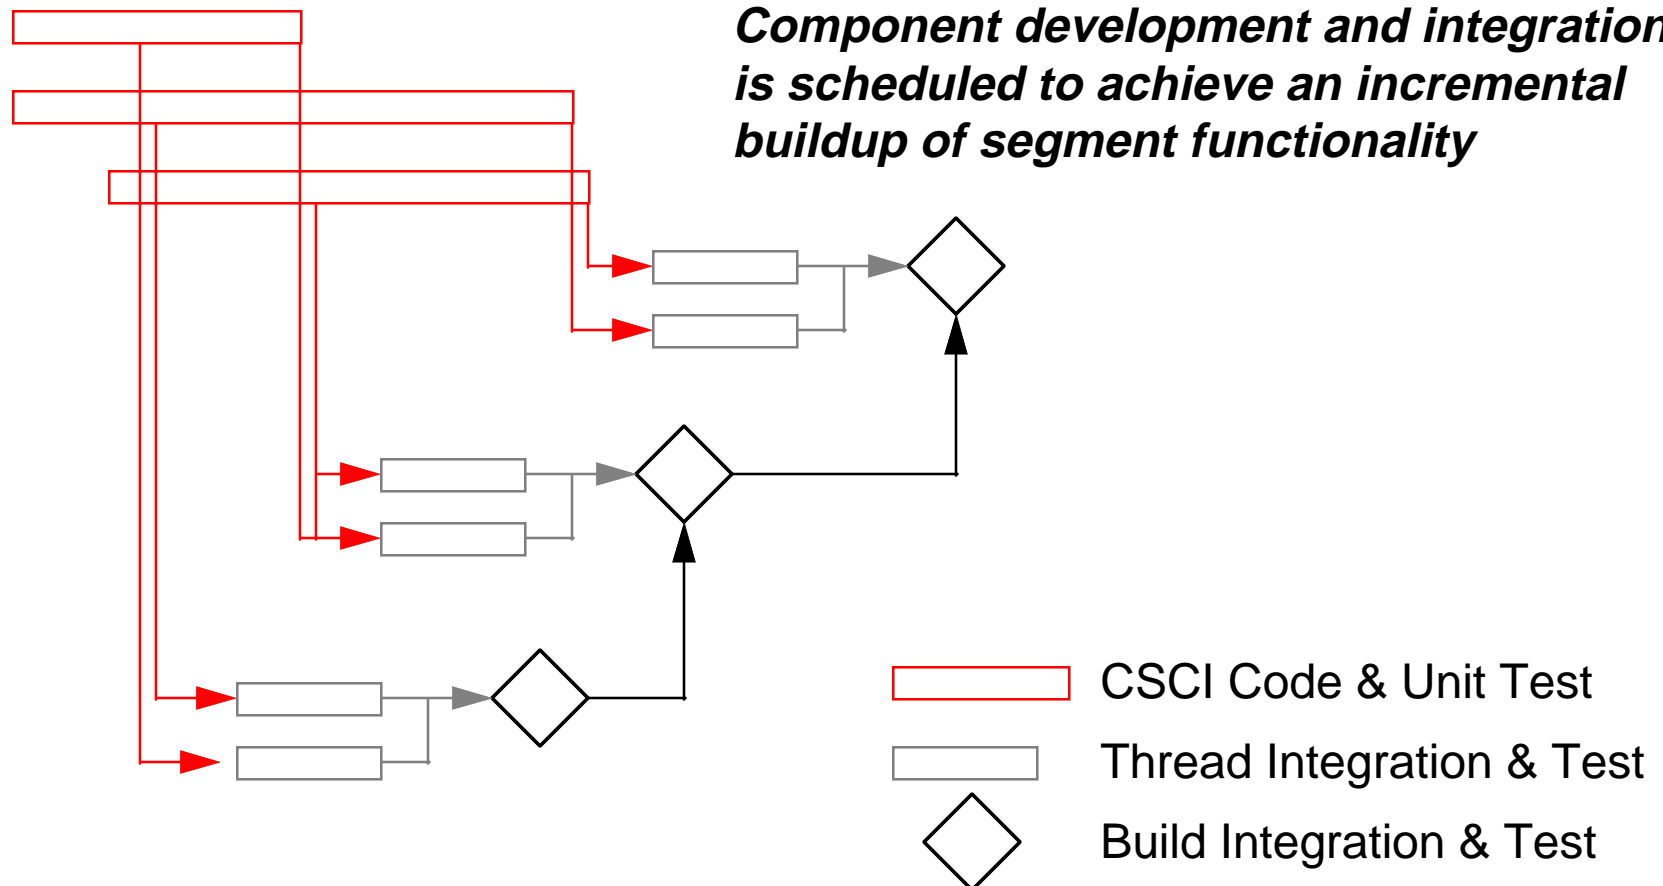 Component development and integration
is scheduled to achieve an incremental
buildup of segment functionality
CSCI Code & Unit Test
Thread Integration & Test
Build Integration & Test